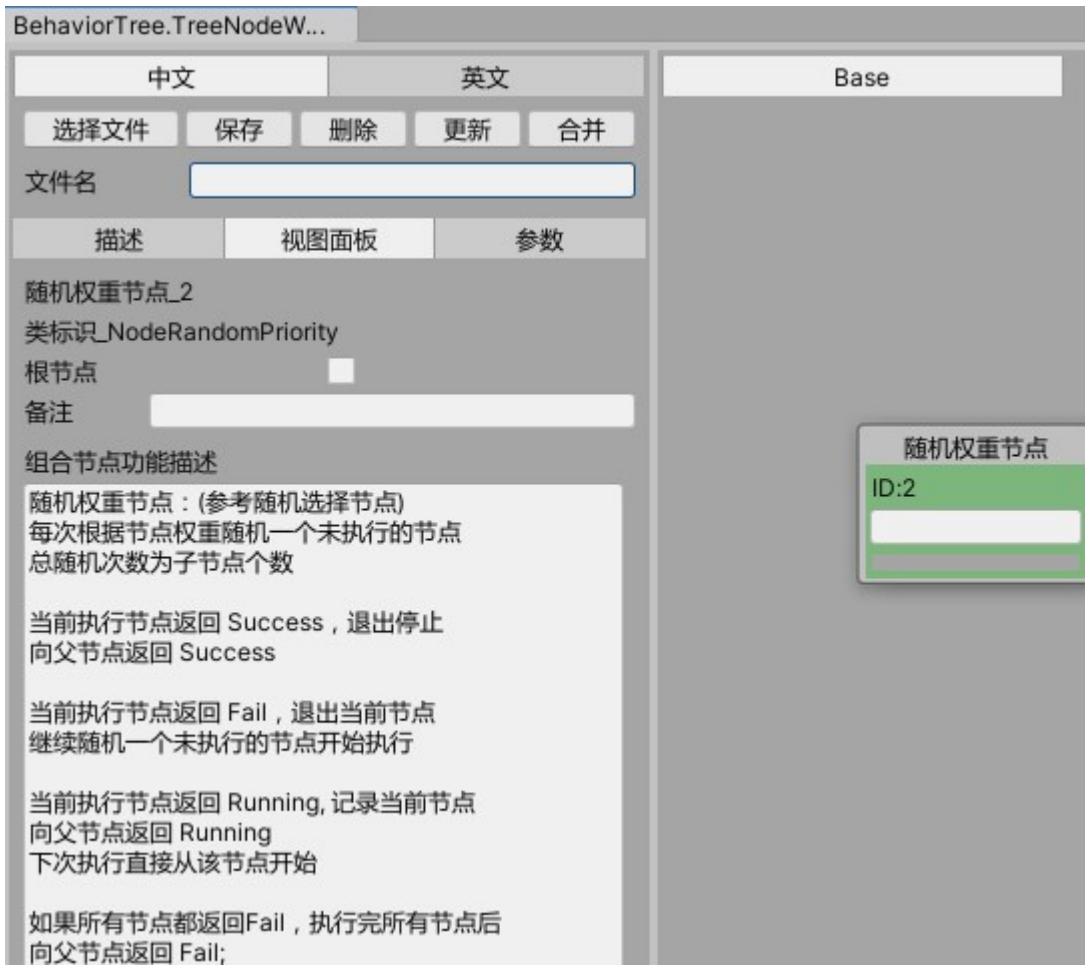 BehaviorTree.TreeNodeW...
中文 英文
Base
选择文件 保存 删除 更新 合并
文件名
描述 视图面板 参数
随机权重节点_2
类标识_NodeRandomPriority
根节点
备注
组合节点功能描述
随机权重节点：(参考随机选择节点)
每次根据节点权重随机一个未执行的节点
总随机次数为子节点个数
当前执行节点返回 Success，退出停止
向父节点返回 Success
当前执行节点返回 Fail，退出当前节点
继续随机一个未执行的节点开始执行
当前执行节点返回 Running, 记录当前节点
向父节点返回 Running
下次执行直接从该节点开始
如果所有节点都返回Fail，执行完所有节点后
向父节点返回 Fail;
随机权重节点
ID:2